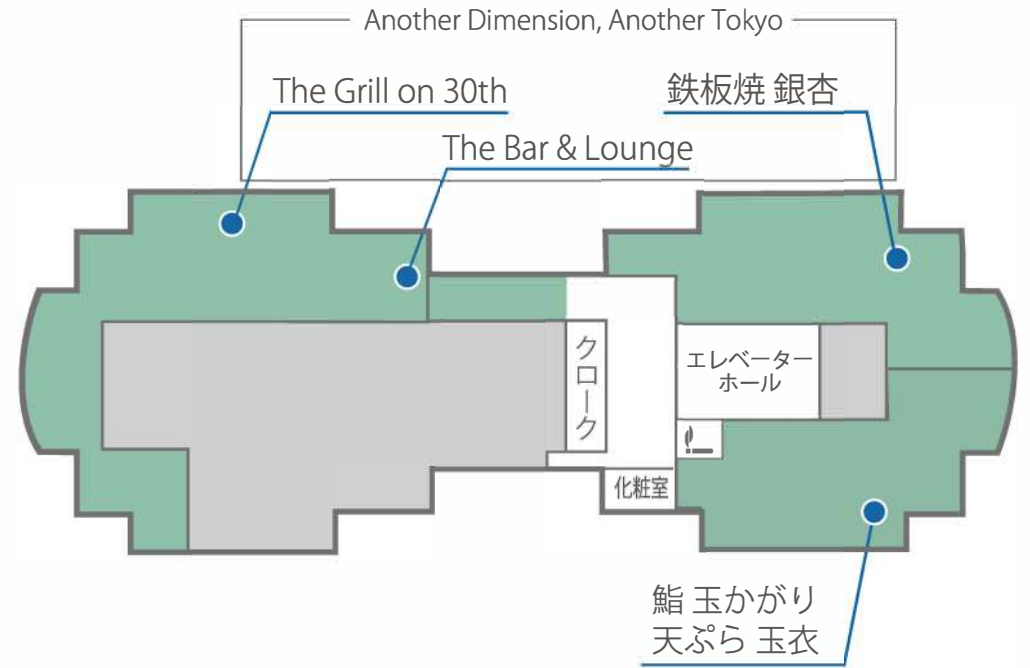 Another Dimension, Another Tokyo
The Grill on 30th
鉄板焼 銀杏
The Bar & Lounge
クローク
エレベーター
ホール
化粧室
鮨 玉かがり
天ぷら 玉衣